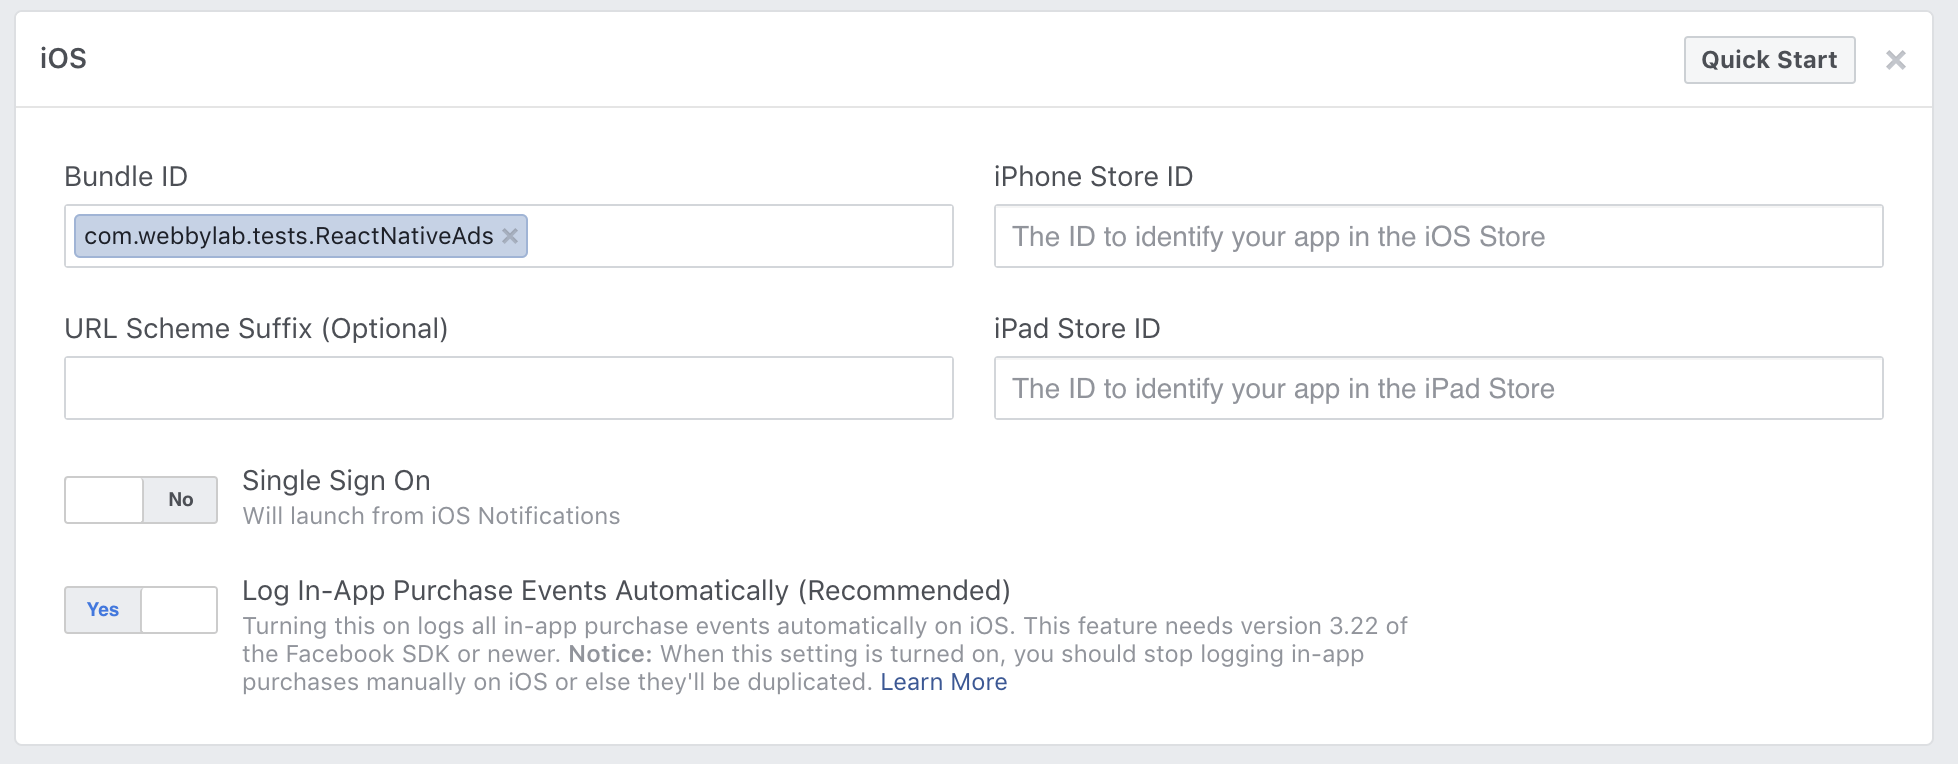 iOS
Quick Start
Bundle ID
iPhone Store ID
com.webbylab.tests.ReactNativeAds
The ID to identify your app in the iOS Store
URL Scheme Suffix (Optional)
iPad Store ID
The ID to identify your app in the iPad Store
No
Single Sign On
Will launch from iOS Notifications
Yes
Log In-App Purchase Events Automatically (Recommended)
Turning this on logs all in-app purchase events automatically on iOS. This feature needs version 3.22 of
the Facebook SDK or newer. Notice: When this setting is turned on, you should stop logging in-app
purchases manually on iOS or else they'll be duplicated. Learn More